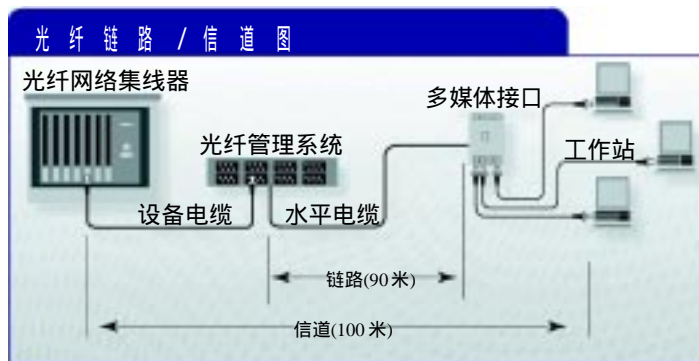 光纤链路/信道图
光纤网络集线器
多媒体接口
光纤管理系统
工作站
设备电缆
水平电缆
链路(90米)
信道(100米)